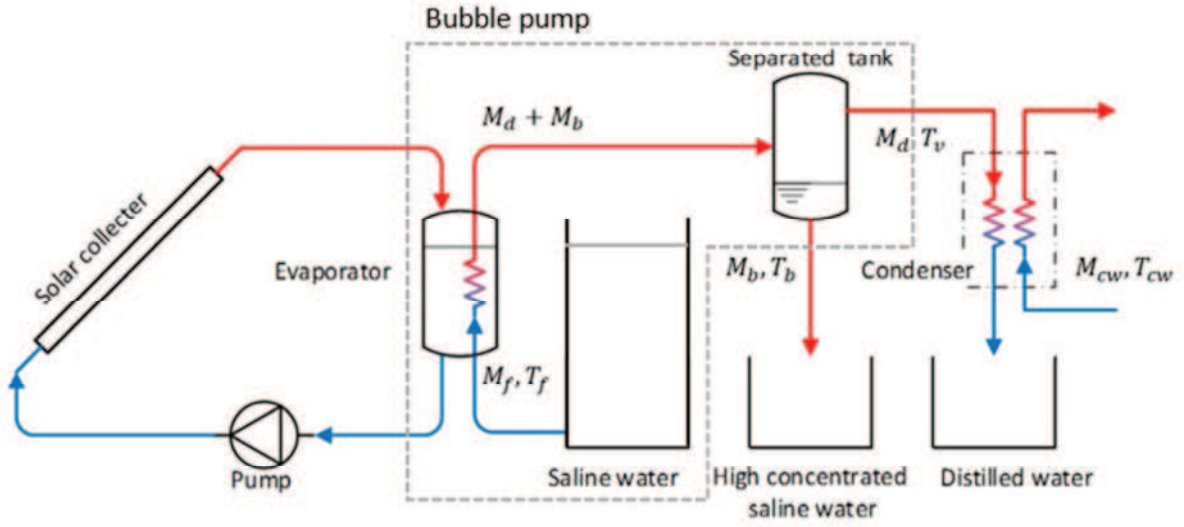 Bubble pump
Separated tank
M_d + M_b
M_d T_v
Solar collecter
Evaporator
M_b, T_b
Condenser
M_cw, T_cw
M_f, T_f
Pump
Saline water
High concentrated
saline water
Distilled water